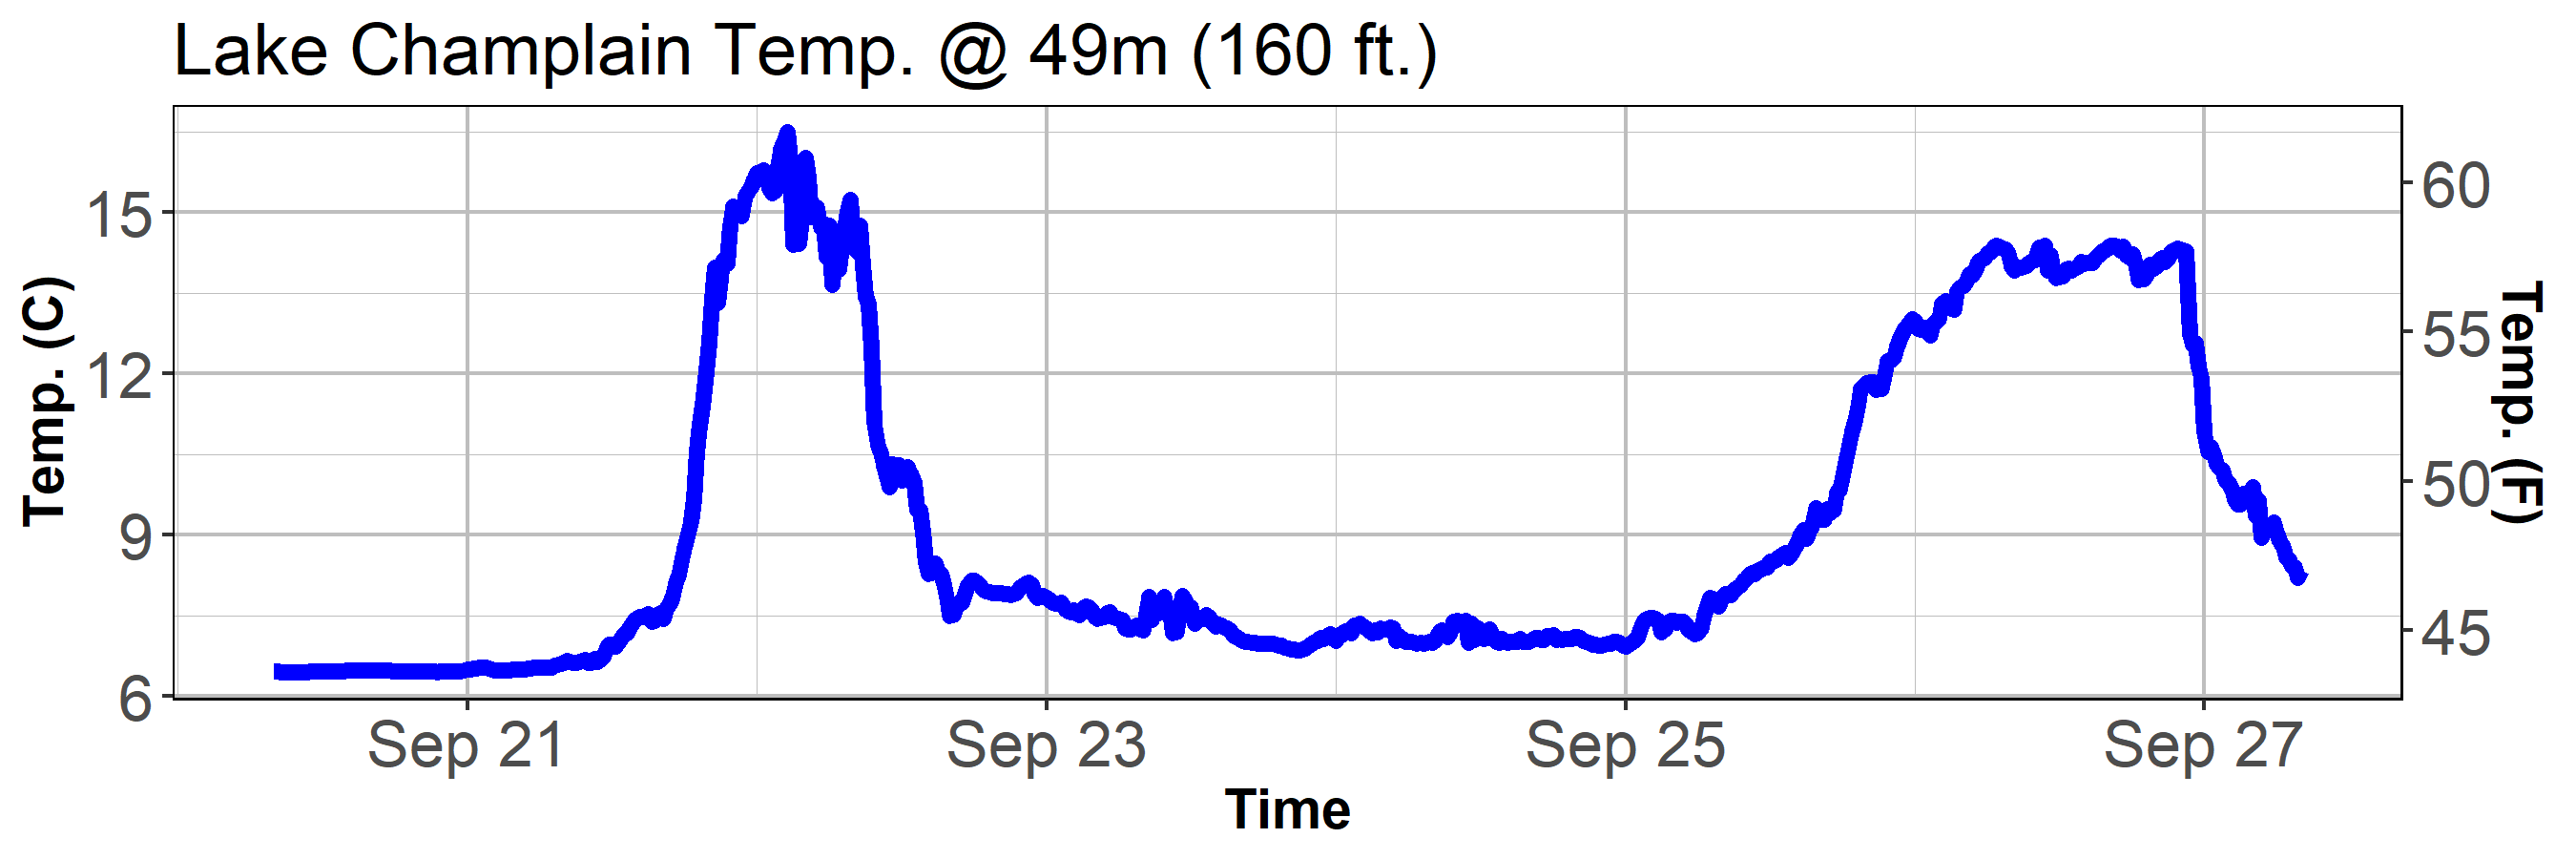 Lake Champlain Temp. @ 49m (160 ft.)
Temp. (C)
15
12
9
6
60
55
50
45
Temp. (F)
Sep 21 Sep 23 Sep 25 Sep 27
Time